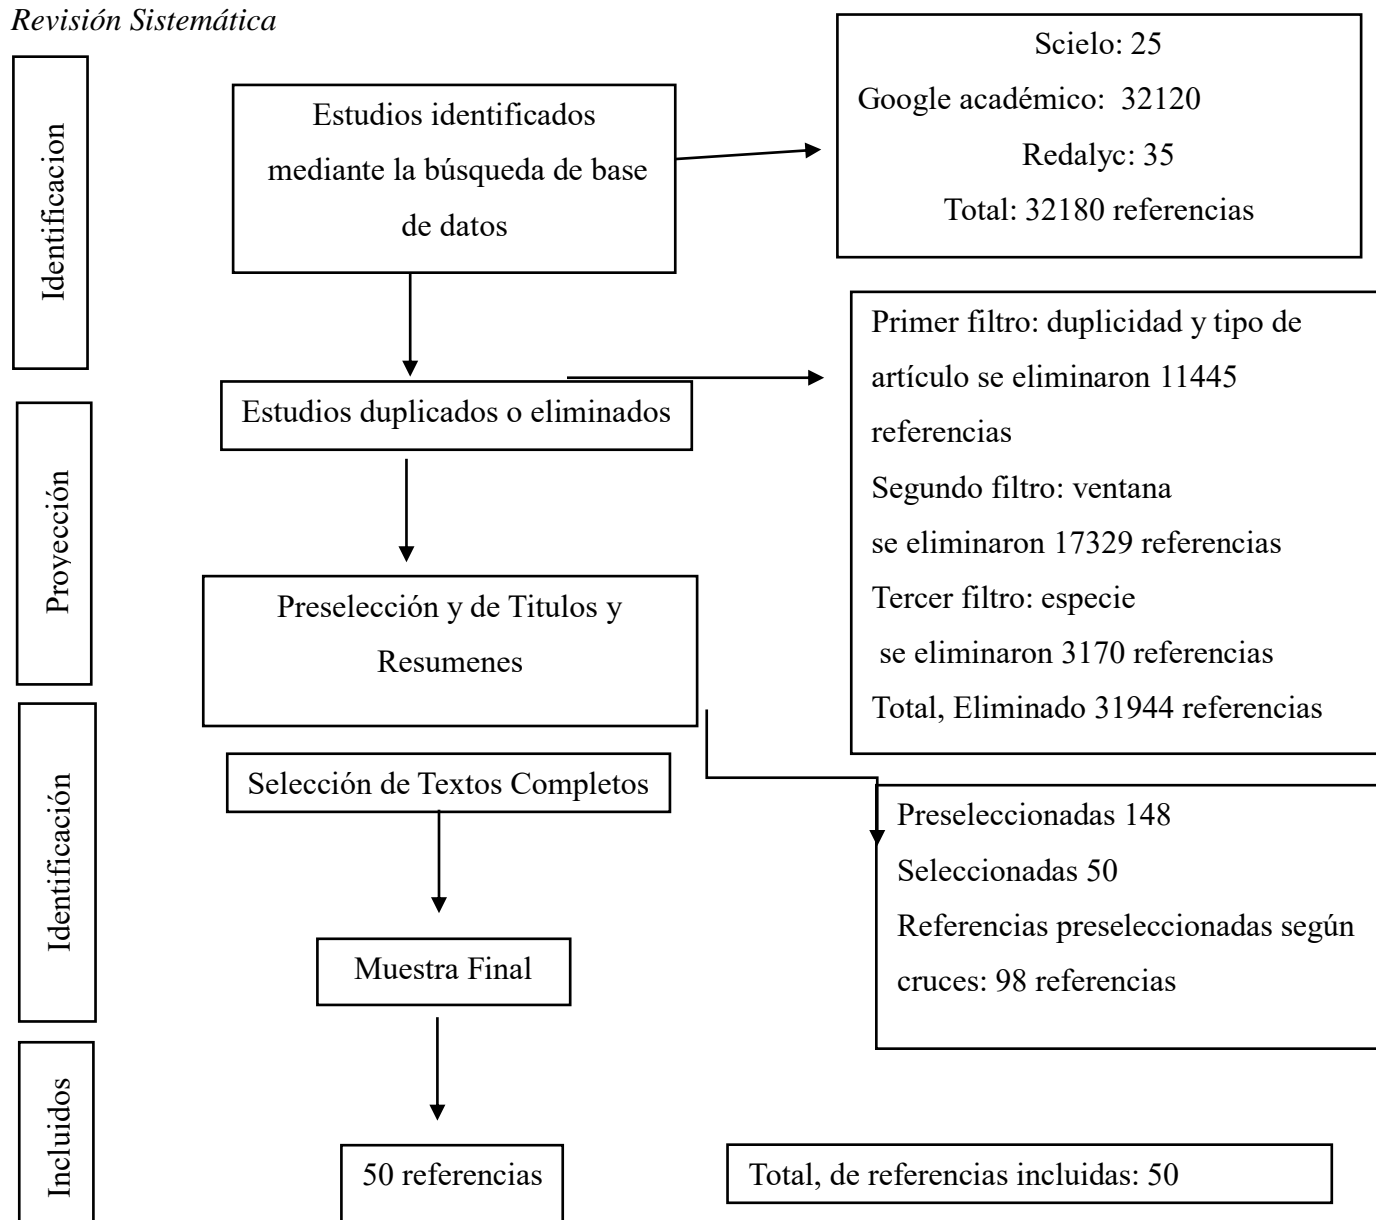 Revisión Sistemática
Identificacion
Estudios identificados
mediante la búsqueda de base
de datos
Scielo: 25
Google académico: 32120
Redalyc: 35
Total: 32180 referencias
Proyección
Estudios duplicados o eliminados
Primer filtro: duplicidad y tipo de
artículo se eliminaron 11445
referencias
Segundo filtro: ventana
se eliminaron 17329 referencias
Tercer filtro: especie
se eliminaron 3170 referencias
Total, Eliminado 31944 referencias
Preselección y de Titulos y
Resumenes
Identificación
Selección de Textos Completos
Preseleccionadas 148
Seleccionadas 50
Referencias preseleccionadas según
cruces: 98 referencias
Muestra Final
Incluidos
50 referencias
Total, de referencias incluidas: 50